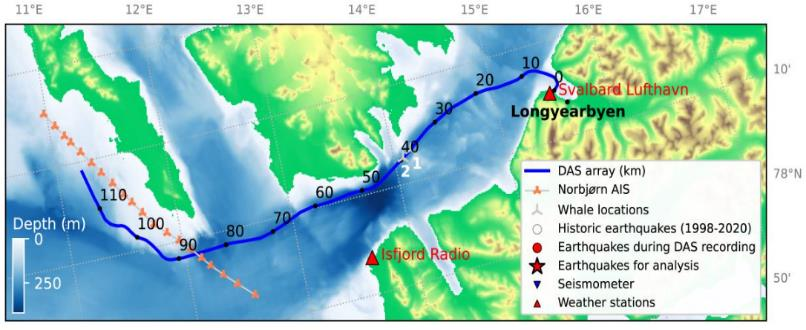 11°E 12°E 13°E 14°E 15°E 16°E 17°E
10'
78°N
50'
0
10
20
30
40
50
60
70
80
90
100
110
1
2
Svalbard Lufthavn
Longyearbyen
Isfjord Radio
Depth (m)
0
250
DAS array (km)
Norbjørn AIS
Whale locations
Historic earthquakes (1998-2020)
Earthquakes during DAS recording
Earthquakes for analysis
Seismometer
Weather stations